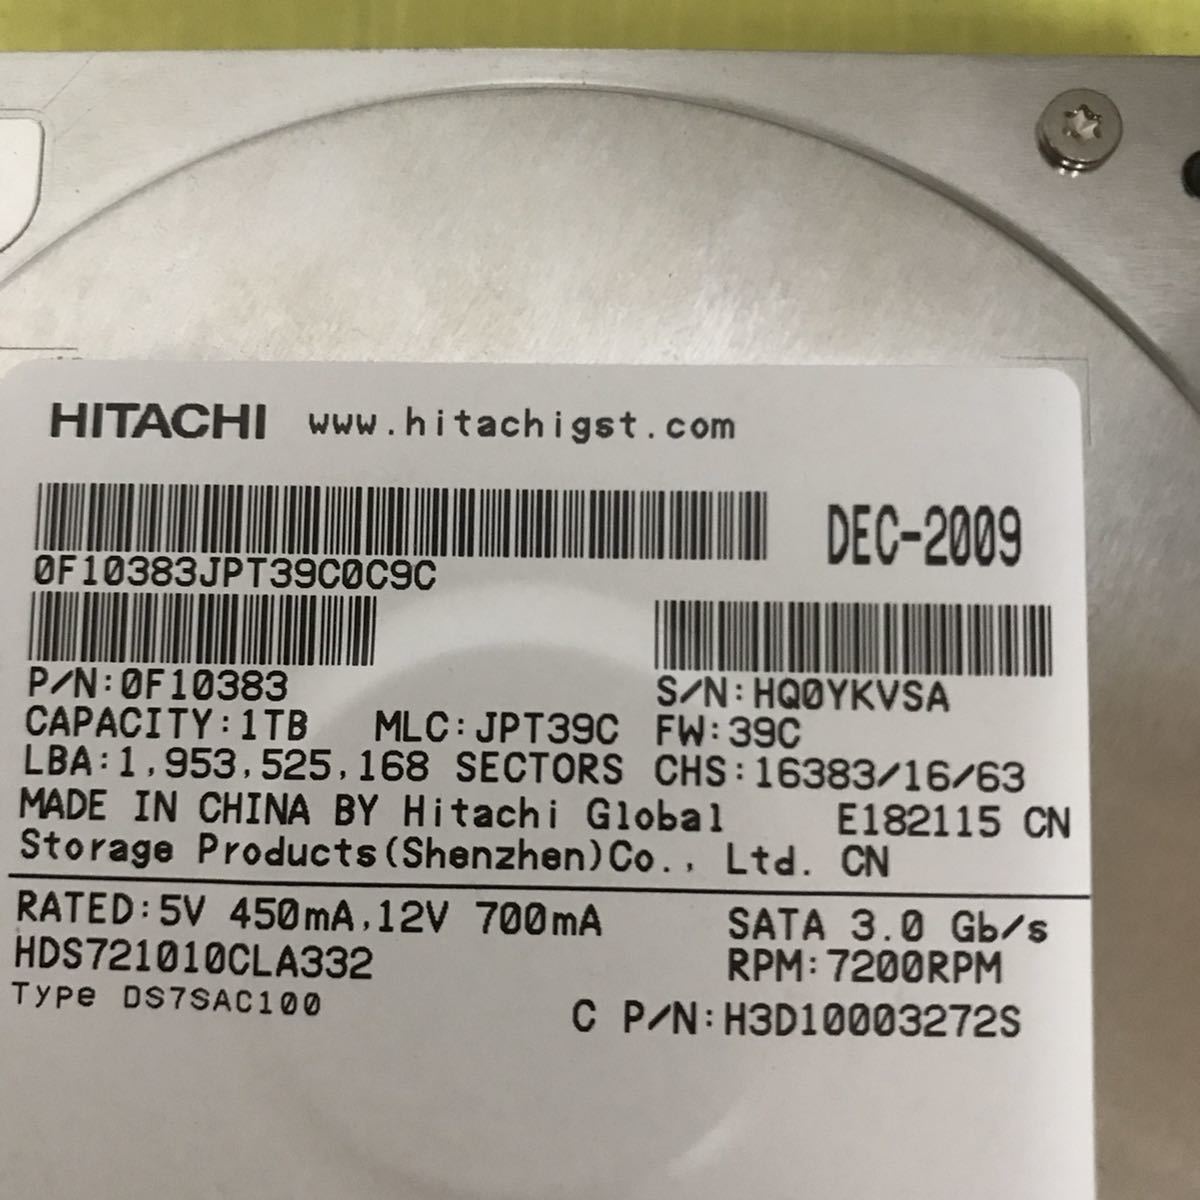 HITACHI www.hitachigst.com
DEC-2009
0F10383JPT39C0C9C
P/N:0F10383 S/N:HQ0YKVSA
CAPACITY:1TB MLC:JPT39C FW:39C
LBA:1,953,525,168 SECTORS CHS:16383/16/63
MADE IN CHINA BY Hitachi Global E182115 CN
Storage Products(Shenzhen)Co., Ltd. CN
RATED:5V 450mA,12V 700mA SATA 3.0 Gb/s
HDS721010CLA332 RPM:7200RPM
Type DS7SAC100 C P/N:H3D10003272S